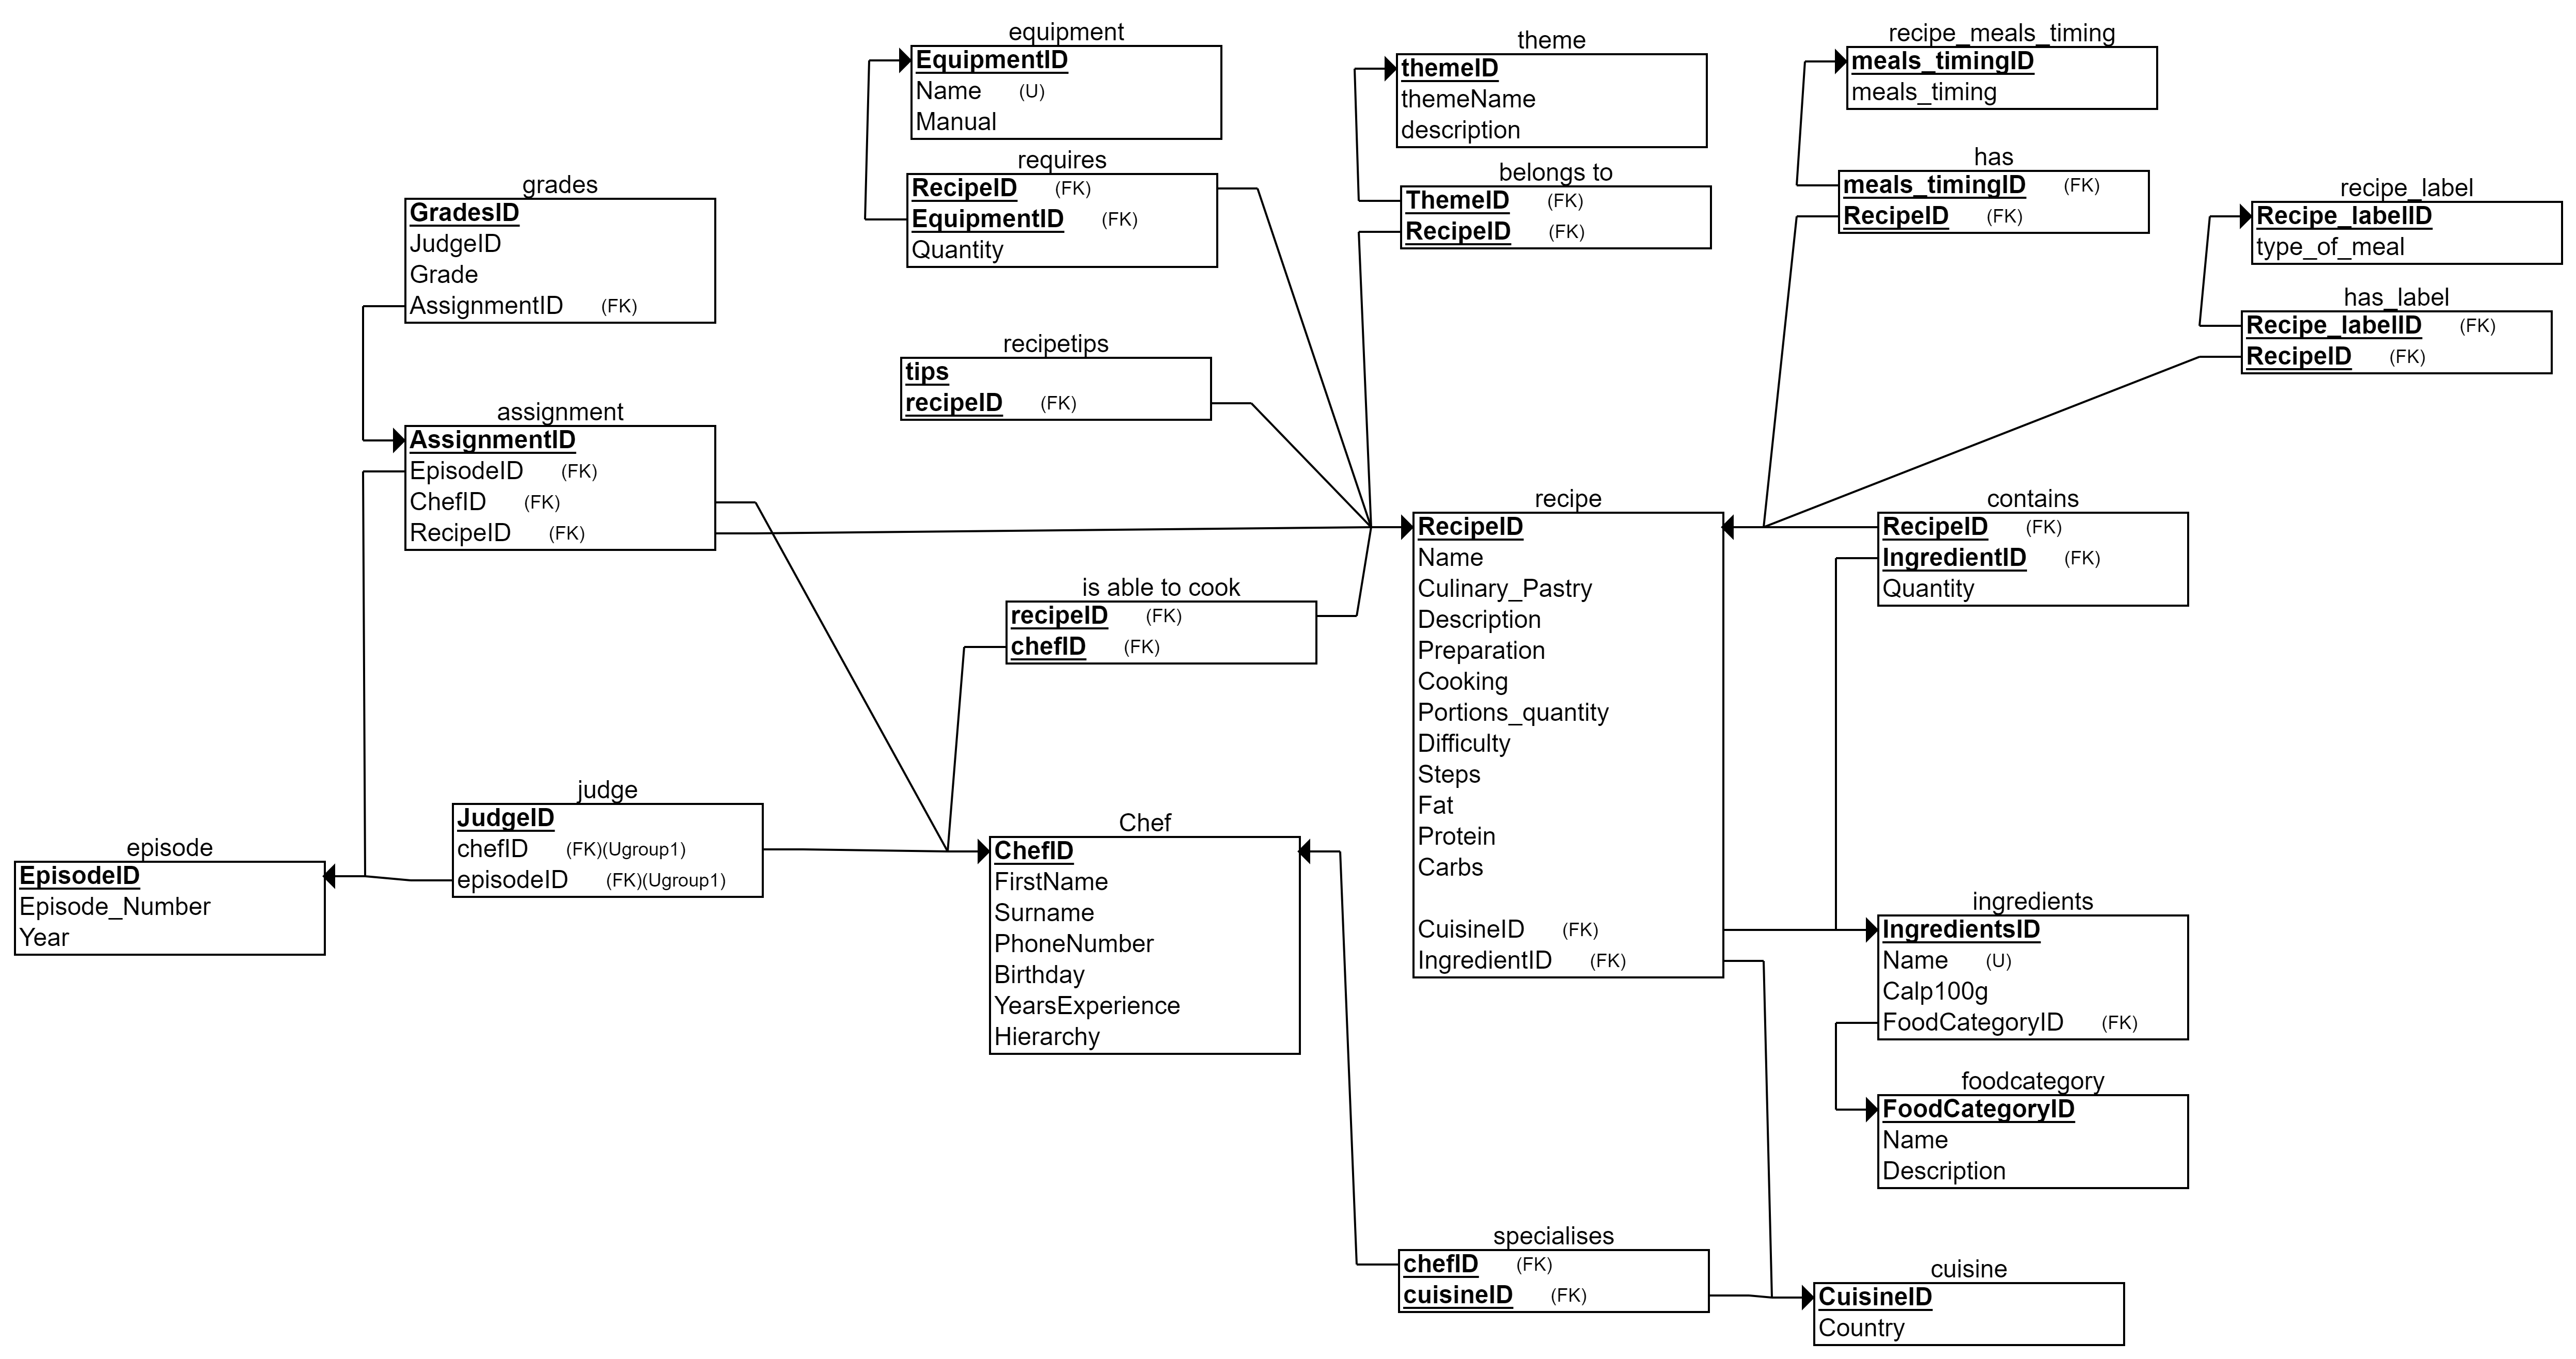 equipment
EquipmentID
Name (U)
Manual
requires
RecipeID (FK)
EquipmentID (FK)
Quantity
theme
themeID
themeName
description
belongs to
ThemeID (FK)
RecipeID (FK)
recipe_meals_timing
meals_timingID
meals_timing
has
meals_timingID (FK)
RecipeID (FK)
recipe_label
Recipe_labelID
type_of_meal
has_label
Recipe_labelID (FK)
RecipeID (FK)
grades
GradesID
JudgeID
Grade
AssignmentID (FK)
recipetips
tips
recipeID (FK)
assignment
AssignmentID
EpisodeID (FK)
ChefID (FK)
RecipeID (FK)
is able to cook
recipeID (FK)
chefID (FK)
recipe
RecipeID
Name
Culinary_Pastry
Description
Preparation
Cooking
Portions_quantity
Difficulty
Steps
Fat
Protein
Carbs
CuisineID (FK)
IngredientID (FK)
contains
RecipeID (FK)
IngredientID (FK)
Quantity
episode
EpisodeID
Episode_Number
Year
judge
JudgeID
chefID (FK)(Ugroup1)
episodeID (FK)(Ugroup1)
Chef
ChefID
FirstName
Surname
PhoneNumber
Birthday
YearsExperience
Hierarchy
ingredients
IngredientsID
Name (U)
Calp100g
FoodCategoryID (FK)
foodcategory
FoodCategoryID
Name
Description
specialises
chefID (FK)
cuisineID (FK)
cuisine
CuisineID
Country